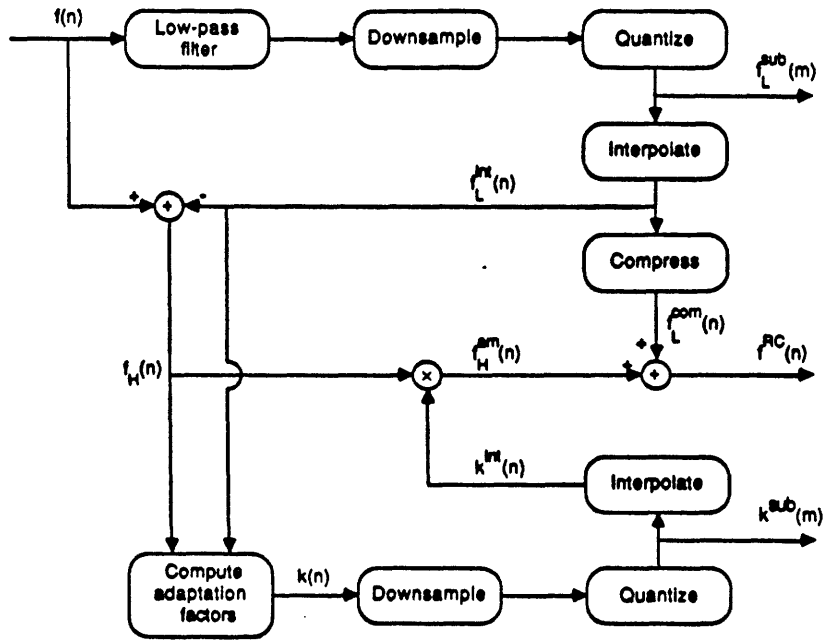 f(n)
Low-pass
filter
Downsample
Quantize
f_L^sub(m)
Interpolate
+
+
-
f_L^int(n)
Compress
f_L^com(n)
f_H(n)
×
f_H^am(n)
+
+
+
f^RC(n)
k^int(n)
Interpolate
k^sub(m)
Compute
adaptation
factors
k(n)
Downsample
Quantize